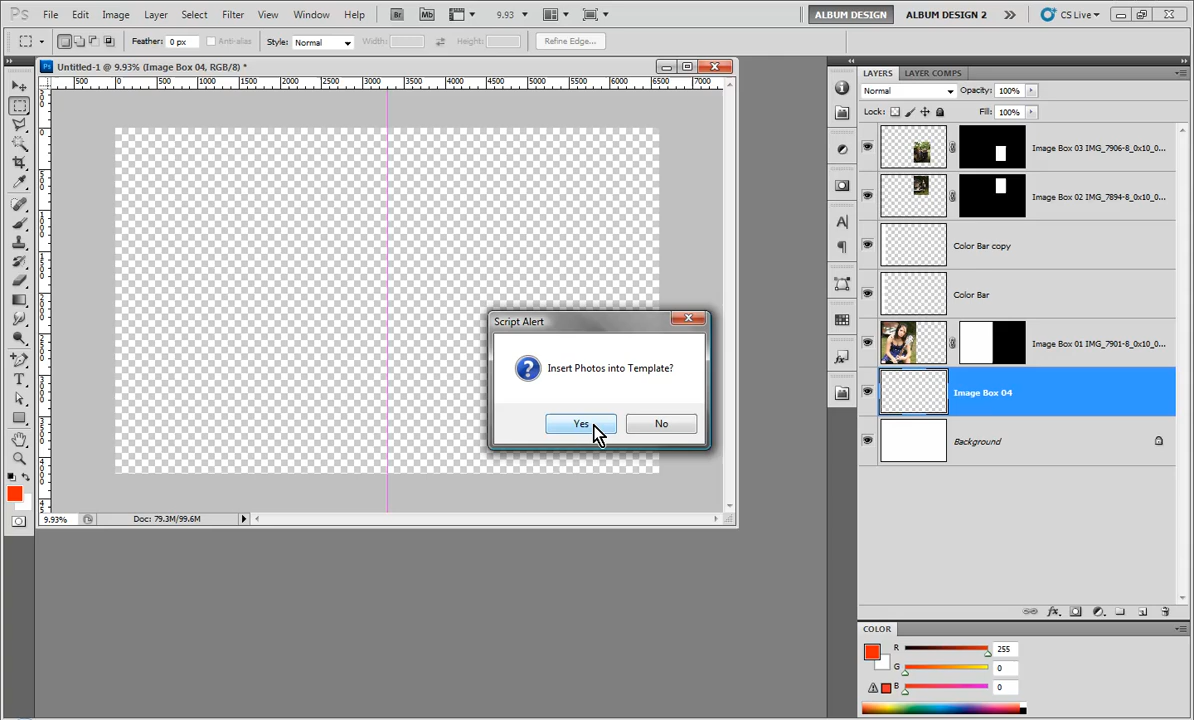 Ps File Edit Image Layer Select Filter View Window Help Br Mb 9.93 ALBUM DESIGN ALBUM DESIGN 2 CS Live
Feather: 0 px Anti-alias Style: Normal Width: Height: Refine Edge...
Untitled-1 @ 9.93% (Image Box 04, RGB/8) *
500 0 500 1000 1500 2000 2500 3000 3500 4000 4500 5000 5500 6000 6500 7000
LAYERS LAYER COMPS
Normal Opacity: 100%
Lock: Fill: 100%
Image Box 03 IMG_7906-8_0x10_0...
Image Box 02 IMG_7894-8_0x10_0...
Color Bar copy
Color Bar
Image Box 01 IMG_7901-8_0x10_0...
Image Box 04
Background
Script Alert
Insert Photos into Template?
Yes No
9.93% Doc: 79.3M/99.6M
COLOR
R 255
G 0
B 0